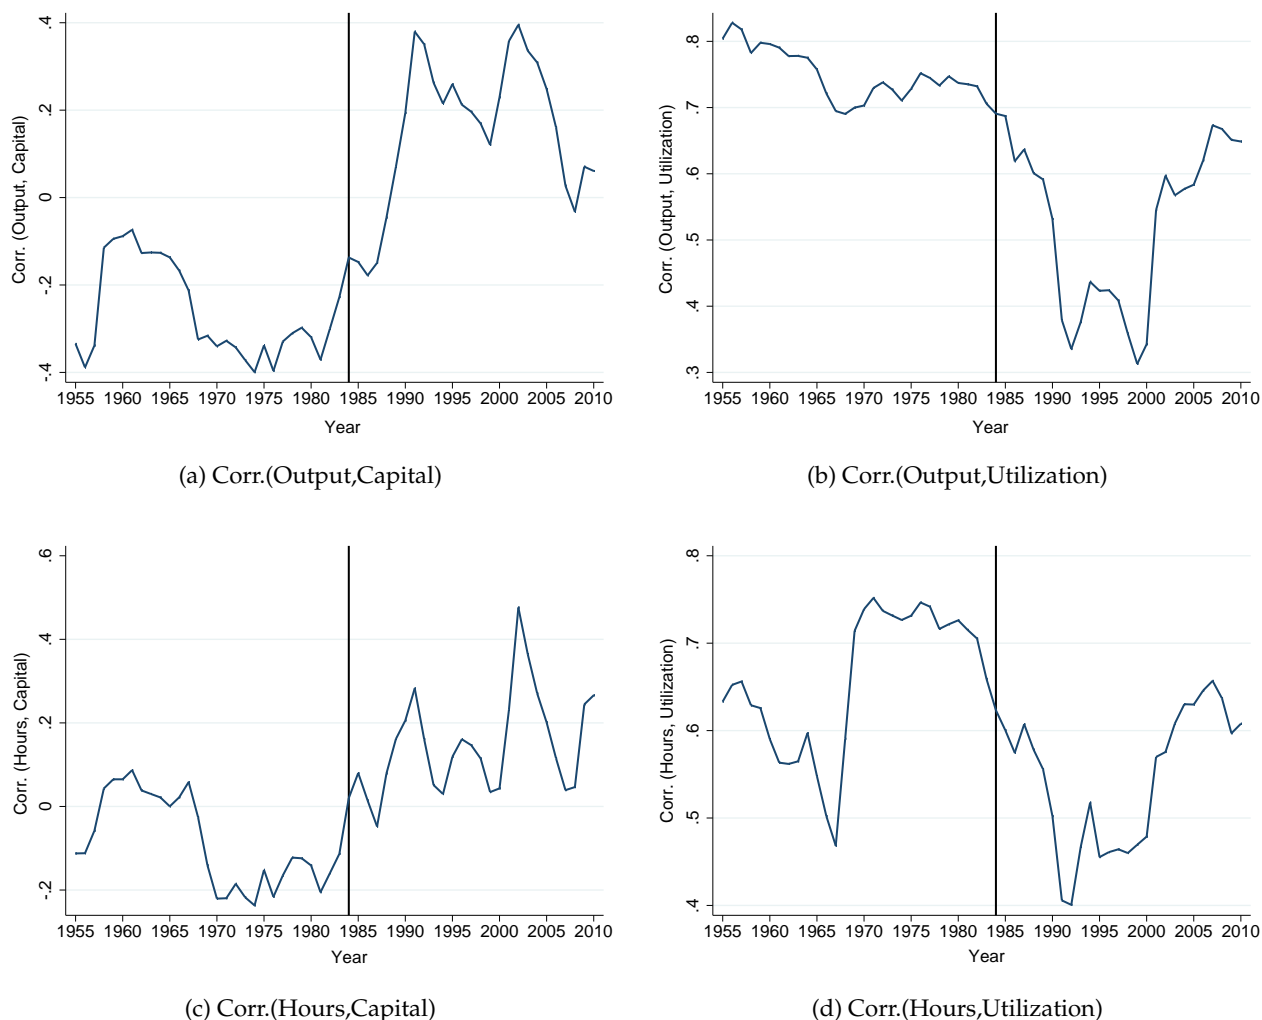 Corr. (Output, Capital)
.4
.2
0
-.2
-.4
1955 1960 1965 1970 1975 1980 1985 1990 1995 2000 2005 2010
Year
(a) Corr.(Output,Capital)
Corr. (Output, Utilization)
.8
.7
.6
.5
.4
.3
1955 1960 1965 1970 1975 1980 1985 1990 1995 2000 2005 2010
Year
(b) Corr.(Output,Utilization)
Corr. (Hours, Capital)
.6
.4
.2
0
-.2
1955 1960 1965 1970 1975 1980 1985 1990 1995 2000 2005 2010
Year
(c) Corr.(Hours,Capital)
Corr. (Hours, Utilization)
.8
.7
.6
.5
.4
1955 1960 1965 1970 1975 1980 1985 1990 1995 2000 2005 2010
Year
(d) Corr.(Hours,Utilization)